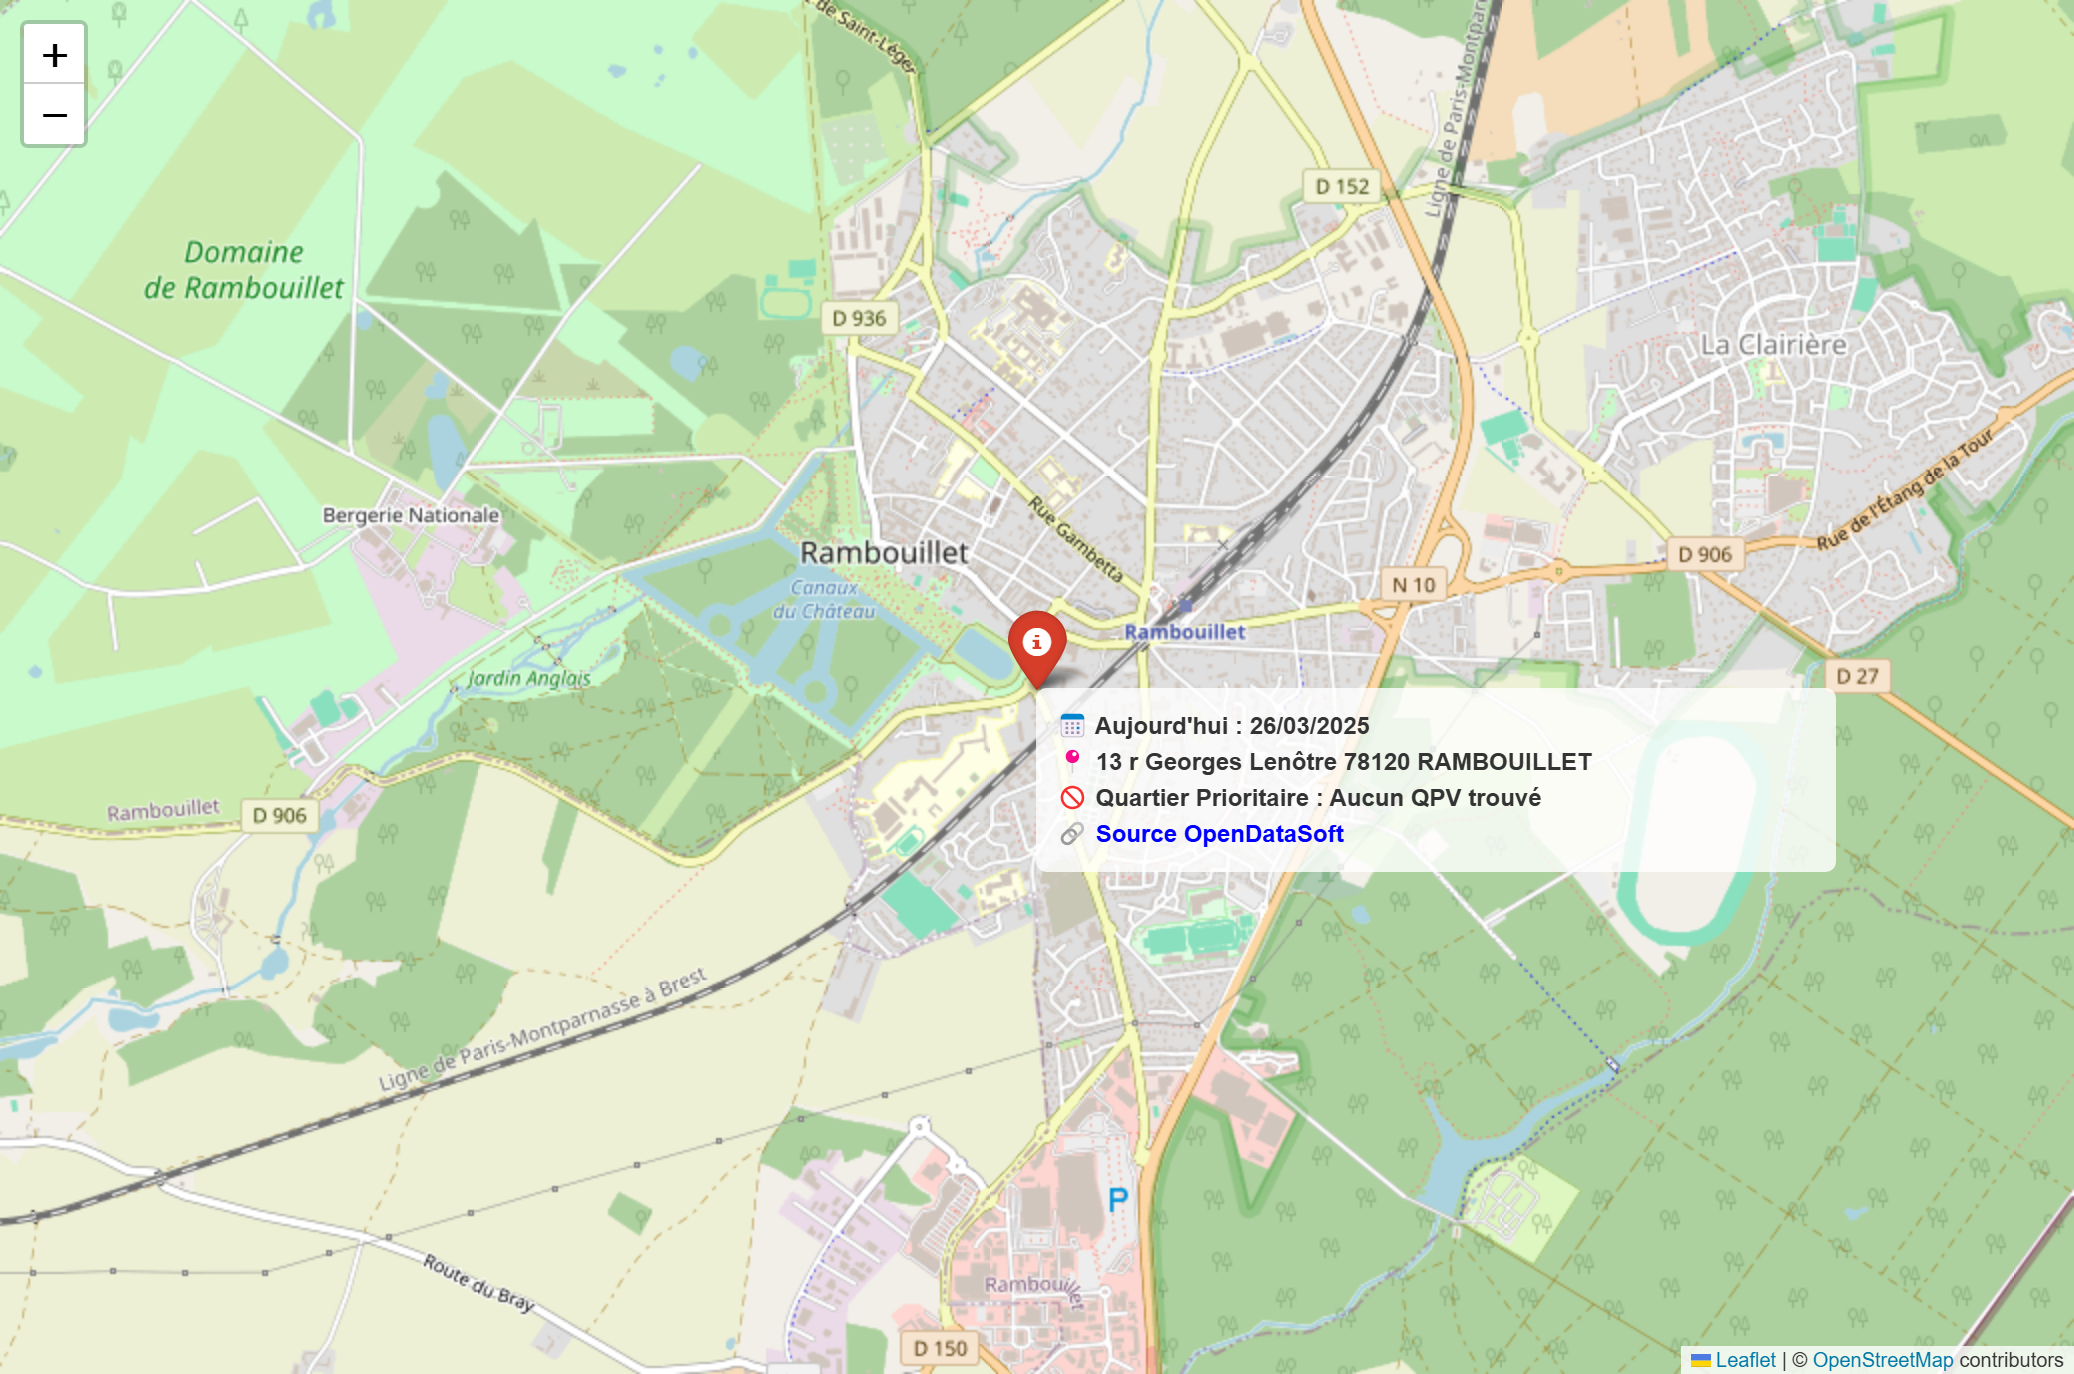 +
−
de Saint-Léger
Ligne de Paris-Montpar
D 152
Domaine
de Rambouillet
D 936
La Clairière
Rue de l'Étang de la Tour
Bergerie Nationale
Rue Gambetta
Rambouillet
D 906
N 10
Canaux
du Château
Rambouillet
Jardin Anglais
D 27
Aujourd'hui : 26/03/2025
13 r Georges Lenôtre 78120 RAMBOUILLET
Quartier Prioritaire : Aucun QPV trouvé
Source OpenDataSoft
Rambouillet
D 906
Ligne de Paris-Montparnasse à Brest
P
Route du Bray
Rambouillet
D 150
Leaflet | © OpenStreetMap contributors